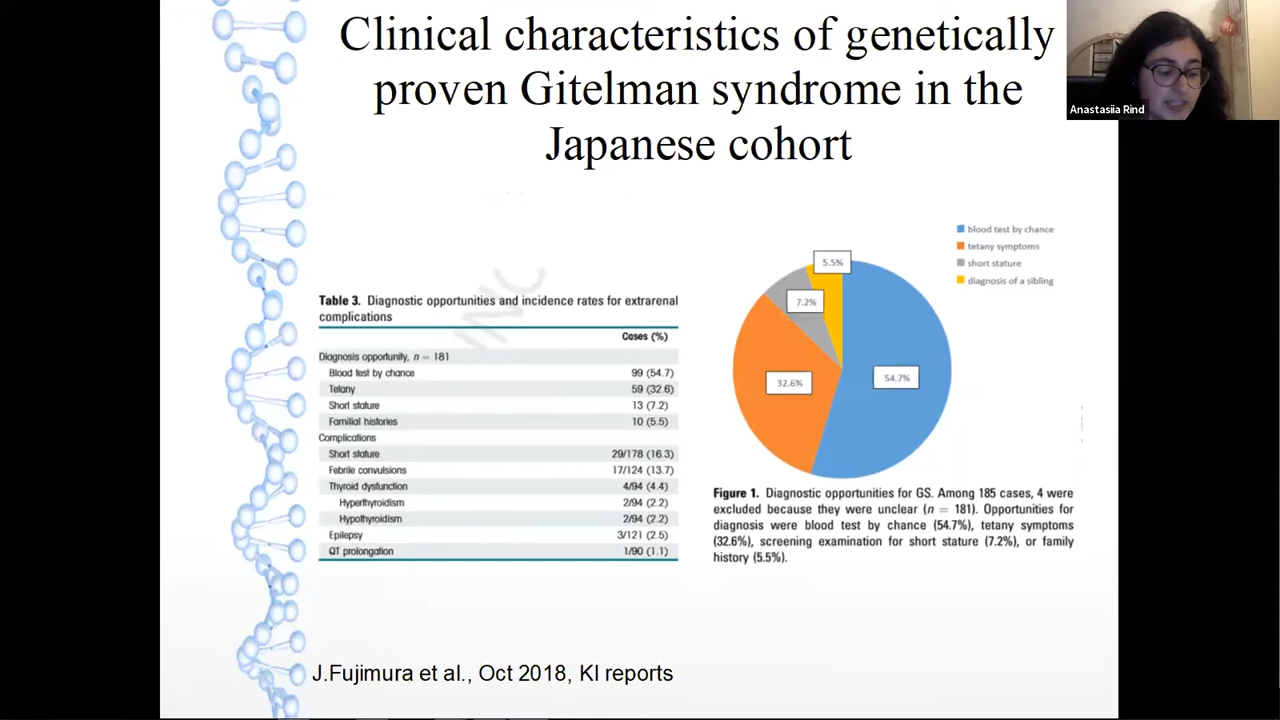 Clinical characteristics of genetically
proven Gitelman syndrome in the
Japanese cohort
Anastasiia Rind
INC
Table 3. Diagnostic opportunities and incidence rates for extrarenal
complications
Cases (%)
Diagnosis opportunity, n = 181
Blood test by chance 99 (54.7)
Tetany 59 (32.6)
Short stature 13 (7.2)
Familial histories 10 (5.5)
Complications
Short stature 29/178 (16.3)
Febrile convulsions 17/124 (13.7)
Thyroid dysfunction 4/94 (4.4)
Hyperthyroidism 2/94 (2.2)
Hypothyroidism 2/94 (2.2)
Epilepsy 3/121 (2.5)
QT prolongation 1/90 (1.1)
blood test by chance
tetany symptoms
short stature
diagnosis of a sibling
5.5%
7.2%
32.6%
54.7%
Figure 1. Diagnostic opportunities for GS. Among 185 cases, 4 were
excluded because they were unclear (n = 181). Opportunities for
diagnosis were blood test by chance (54.7%), tetany symptoms
(32.6%), screening examination for short stature (7.2%), or family
history (5.5%).
J.Fujimura et al., Oct 2018, KI reports